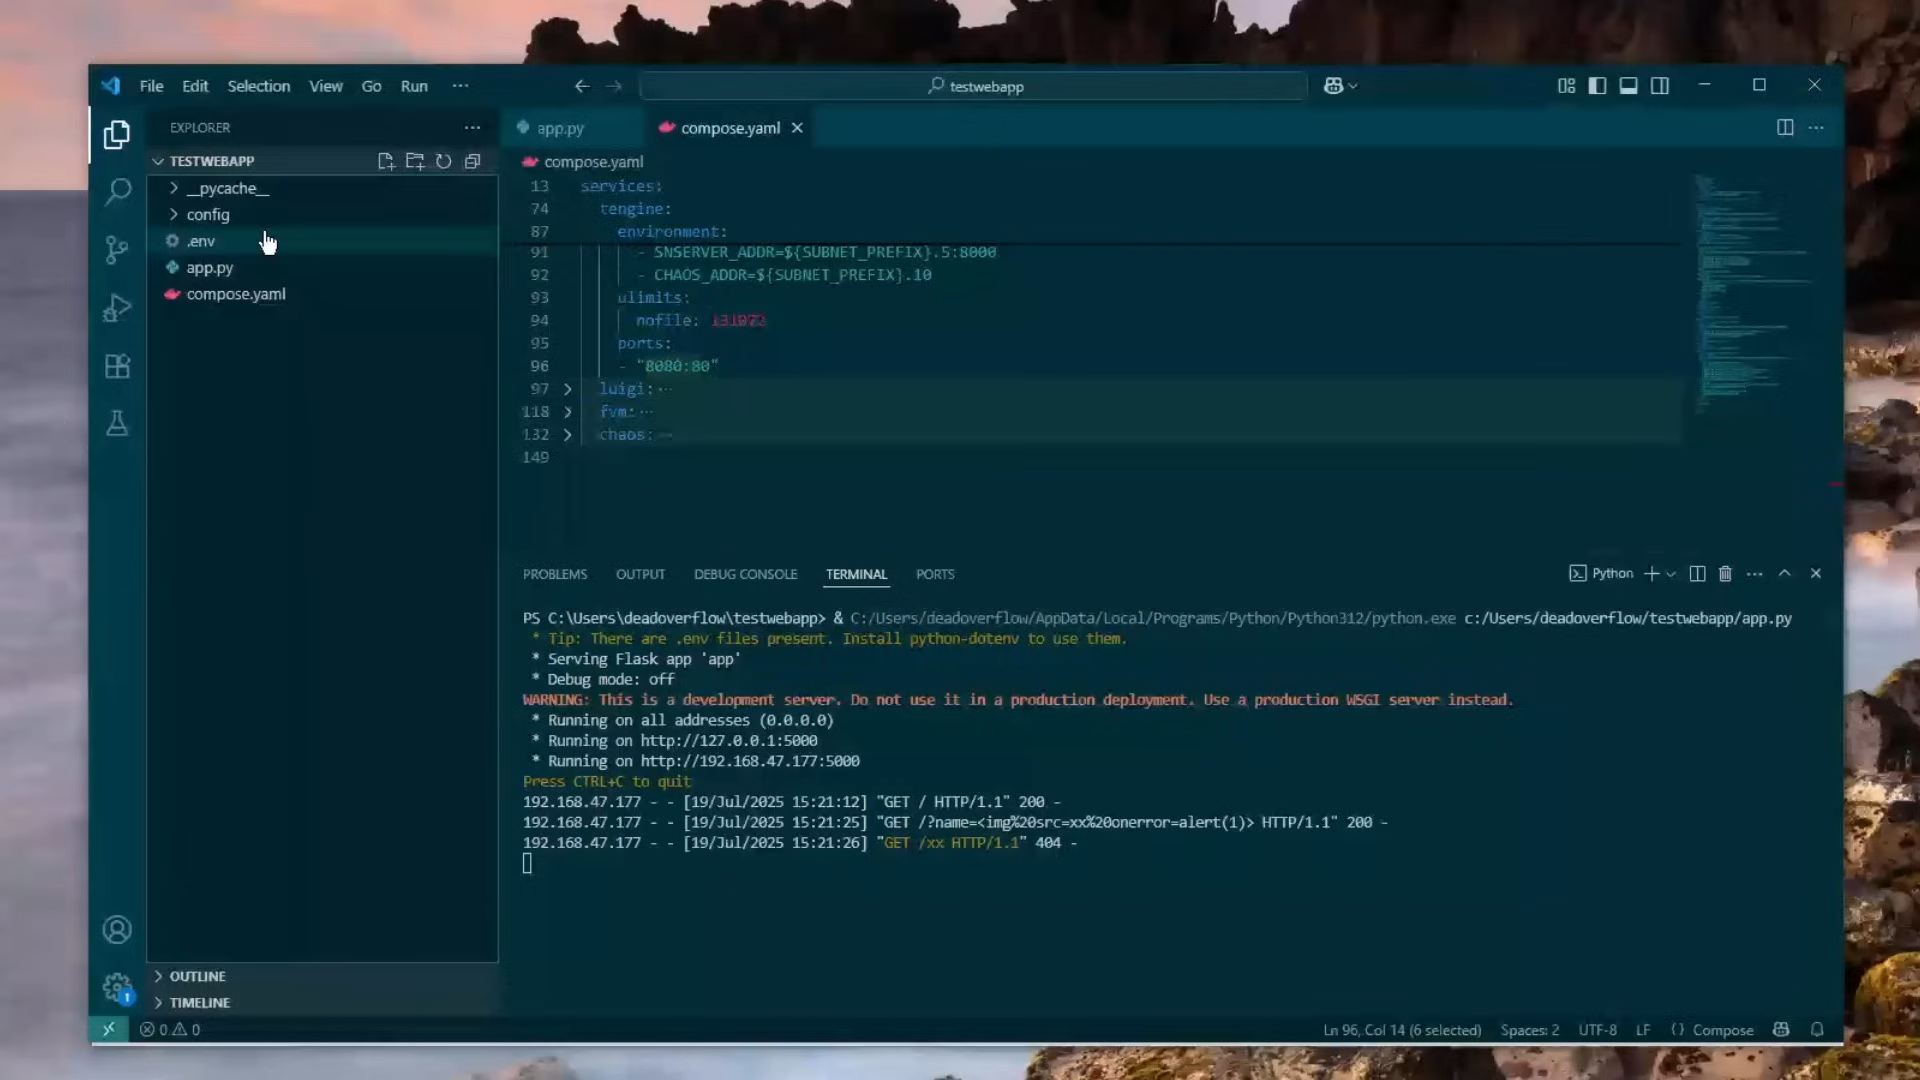 File Edit Selection View Go Run ···
testwebapp
EXPLORER ···
TESTWEBAPP
__pycache__
config
.env
app.py
compose.yaml
OUTLINE
TIMELINE
app.py
compose.yaml
compose.yaml
13 services:
74 tengine:
87 environment:
91 - SNSERVER_ADDR=${SUBNET_PREFIX}.5:8000
92 - CHAOS_ADDR=${SUBNET_PREFIX}.10
93 ulimits:
94 nofile: 131072
95 ports:
96 - "8080:80"
97 luigi: ···
118 fvm: ···
132 chaos: ···
149
PROBLEMS OUTPUT DEBUG CONSOLE TERMINAL PORTS
Python
PS C:\Users\deadoverflow\testwebapp> & C:/Users/deadoverflow/AppData/Local/Programs/Python/Python312/python.exe c:/Users/deadoverflow/testwebapp/app.py
* Tip: There are .env files present. Install python-dotenv to use them.
* Serving Flask app 'app'
* Debug mode: off
WARNING: This is a development server. Do not use it in a production deployment. Use a production WSGI server instead.
* Running on all addresses (0.0.0.0)
* Running on http://127.0.0.1:5000
* Running on http://192.168.47.177:5000
Press CTRL+C to quit
192.168.47.177 - - [19/Jul/2025 15:21:12] "GET / HTTP/1.1" 200 -
192.168.47.177 - - [19/Jul/2025 15:21:25] "GET /?name=<img%20src=xx%20onerror=alert(1)> HTTP/1.1" 200 -
192.168.47.177 - - [19/Jul/2025 15:21:26] "GET /xx HTTP/1.1" 404 -
1
0 0
Ln 96, Col 14 (6 selected) Spaces: 2 UTF-8 LF {} Compose